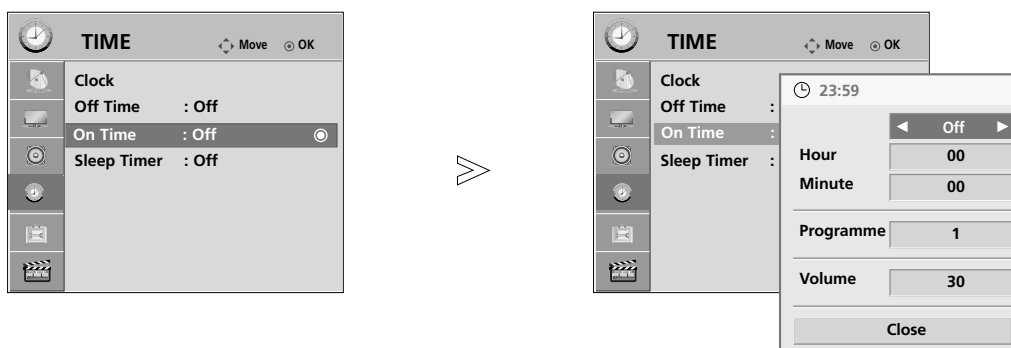 TIME Move OK
Clock
Off Time : Off
On Time : Off
Sleep Timer : Off
TIME Move OK
Clock
Off Time :
On Time :
Sleep Timer :
23:59
◄ Off ►
Hour 00
Minute 00
Programme 1
Volume 30
Close